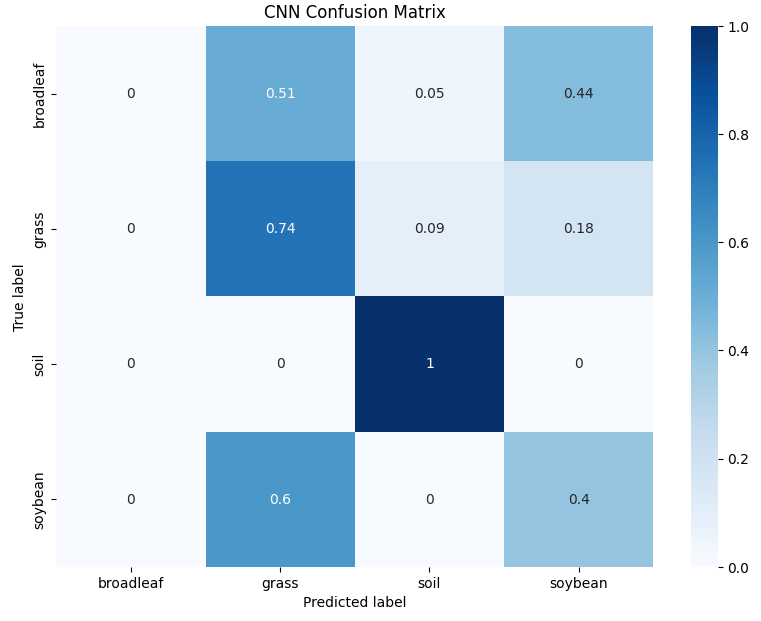 CNN Confusion Matrix
broadleaf 0 0.51 0.05 0.44
grass 0 0.74 0.09 0.18
soil 0 0 1 0
soybean 0 0.6 0 0.4
True label
broadleaf grass soil soybean
Predicted label
1.0
0.8
0.6
0.4
0.2
0.0